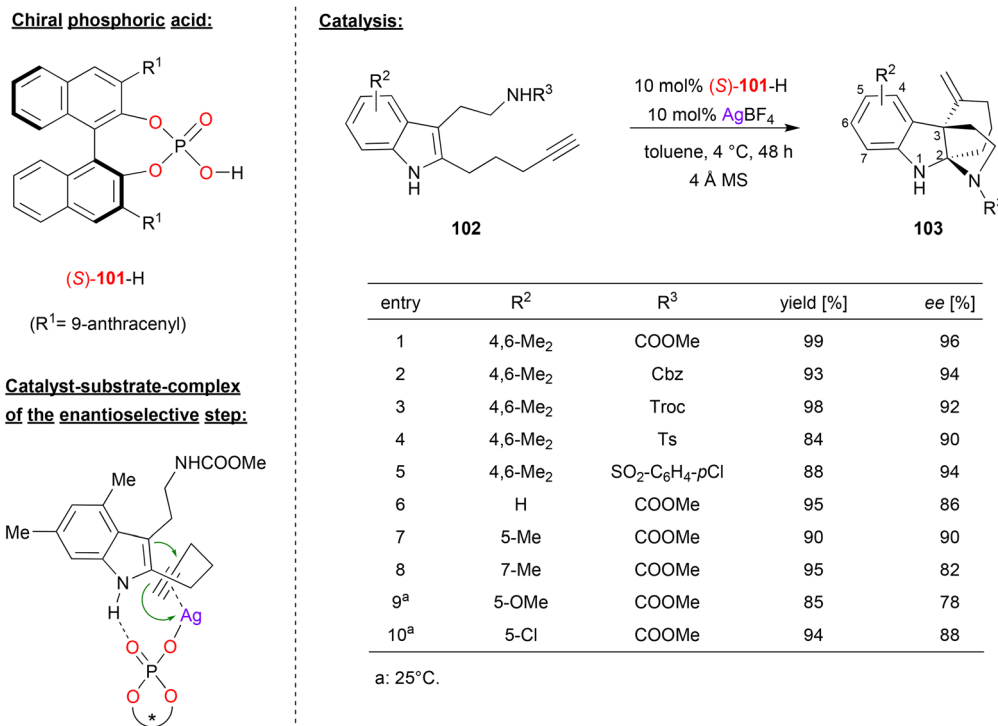 Chiral phosphoric acid:
R1
O
O
P
O
O–H
R1
(S)-101-H
(R1= 9-anthracenyl)
Catalyst-substrate-complex
of the enantioselective step:
NHCOOMe
Me
Me
N
H
Ag
O
O
P
O
O
*
Catalysis:
R2
NHR3
N
H
102
10 mol% (S)-101-H
10 mol% AgBF4
toluene, 4 °C, 48 h
4 Å MS
R2
5
4
3
6
7
1
2
N
H
N
R3
103
entry R2 R3 yield [%] ee [%]
1 4,6-Me2 COOMe 99 96
2 4,6-Me2 Cbz 93 94
3 4,6-Me2 Troc 98 92
4 4,6-Me2 Ts 84 90
5 4,6-Me2 SO2-C6H4-pCl 88 94
6 H COOMe 95 86
7 5-Me COOMe 90 90
8 7-Me COOMe 95 82
9a 5-OMe COOMe 85 78
10a 5-Cl COOMe 94 88
a: 25°C.